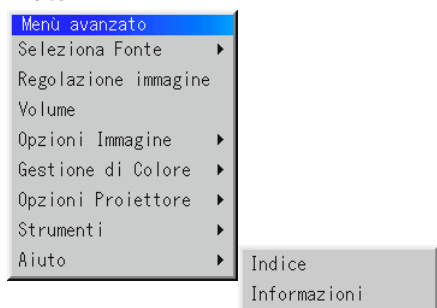 Menù avanzato
Seleziona Fonte
Regolazione immagine
Volume
Opzioni Immagine
Gestione di Colore
Opzioni Proiettore
Strumenti
Aiuto
Indice
Informazioni